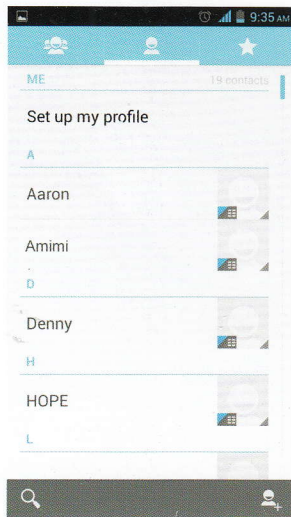 9:35 AM
ME 19 contacts
Set up my profile
A
Aaron
Amimi
D
Denny
H
HOPE
L